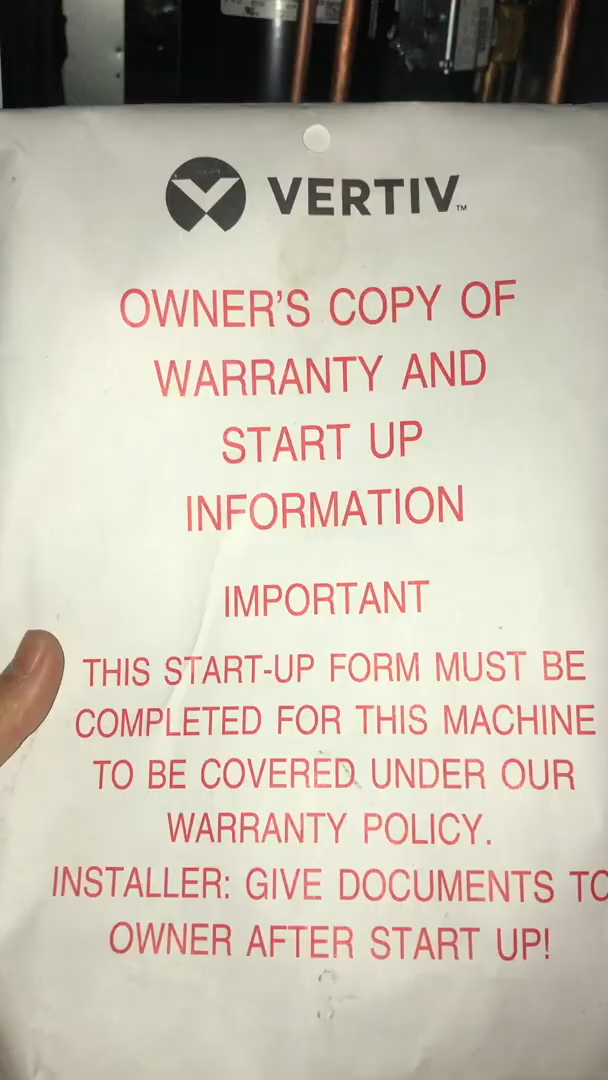 VERTIV™
OWNER'S COPY OF
WARRANTY AND
START UP
INFORMATION
IMPORTANT
THIS START-UP FORM MUST BE
COMPLETED FOR THIS MACHINE
TO BE COVERED UNDER OUR
WARRANTY POLICY.
INSTALLER: GIVE DOCUMENTS TO
OWNER AFTER START UP!